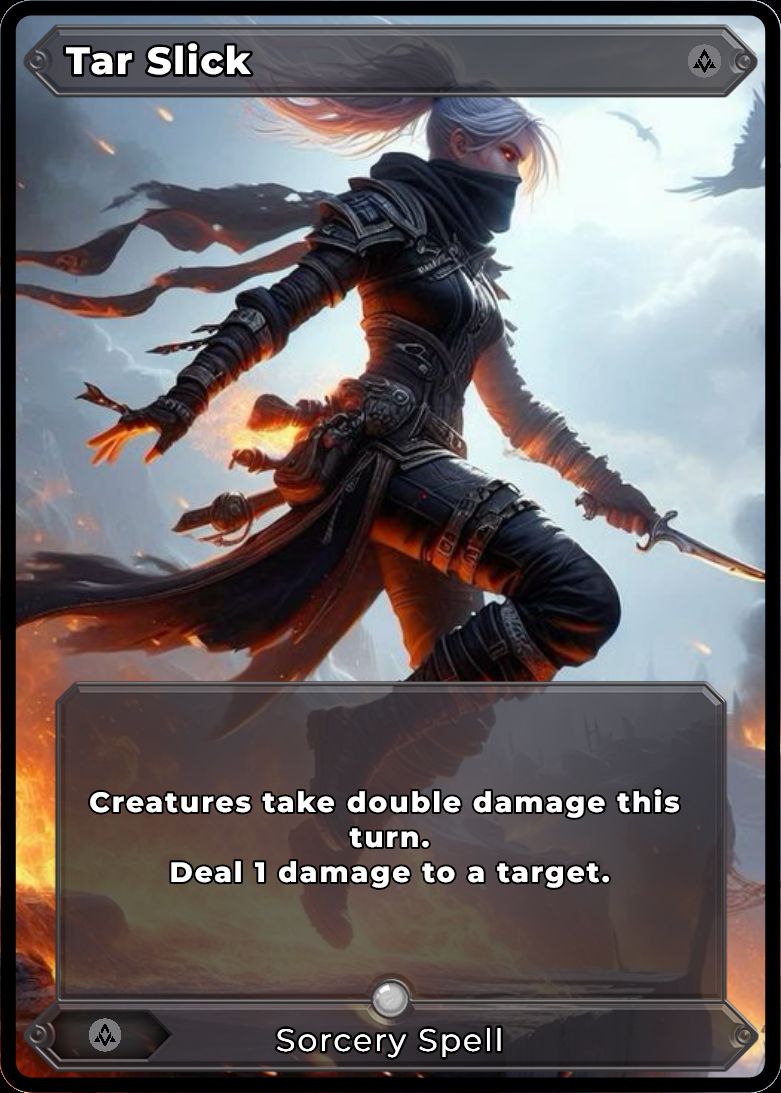 Tar Slick
Creatures take double damage this
turn.
Deal 1 damage to a target.
Sorcery Spell